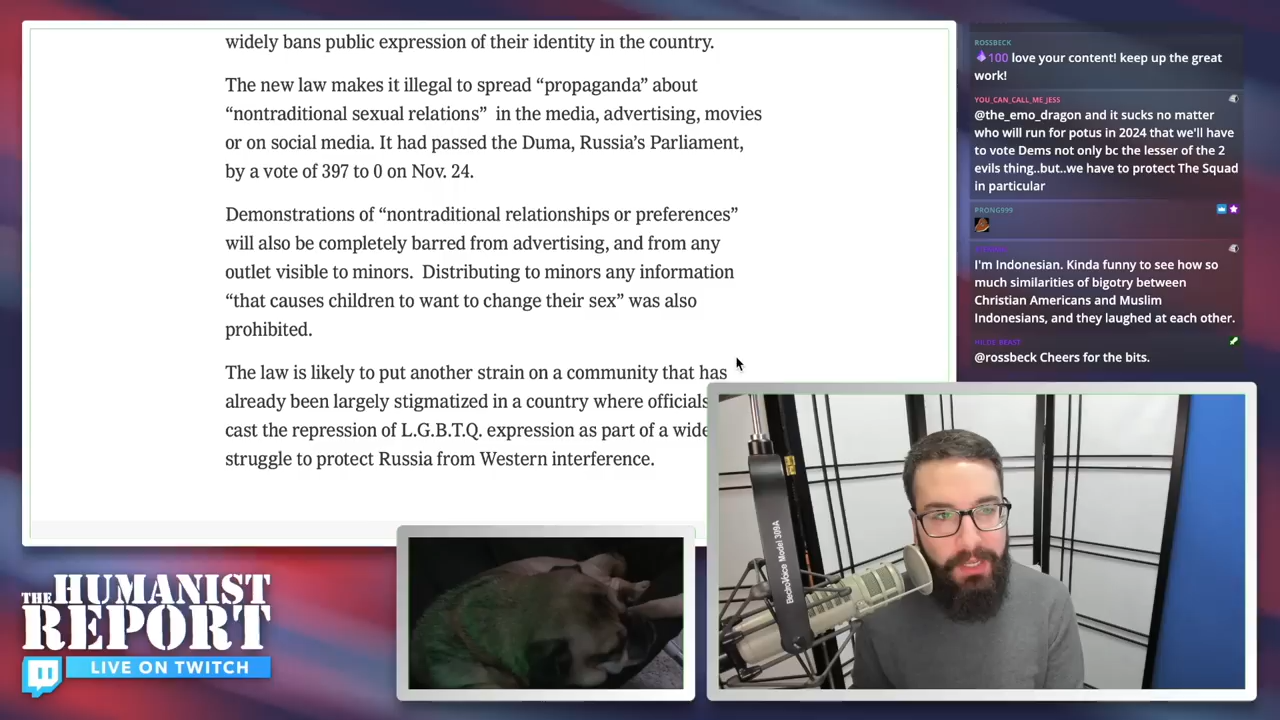 widely bans public expression of their identity in the country.
The new law makes it illegal to spread “propaganda” about
“nontraditional sexual relations”  in the media, advertising, movies
or on social media. It had passed the Duma, Russia’s Parliament,
by a vote of 397 to 0 on Nov. 24.
Demonstrations of “nontraditional relationships or preferences”
will also be completely barred from advertising, and from any
outlet visible to minors.  Distributing to minors any information
“that causes children to want to change their sex” was also
prohibited.
The law is likely to put another strain on a community that has
already been largely stigmatized in a country where officials
cast the repression of L.G.B.T.Q. expression as part of a wide
struggle to protect Russia from Western interference.
ROSSBECK
100 love your content! keep up the great
work!
YOU_CAN_CALL_ME_JESS
@the_emo_dragon and it sucks no matter
who will run for potus in 2024 that we'll have
to vote Dems not only bc the lesser of the 2
evils thing..but..we have to protect The Squad
in particular
PRONG999
I'm Indonesian. Kinda funny to see how so
much similarities of bigotry between
Christian Americans and Muslim
Indonesians, and they laughed at each other.
HILDE BEAST
@rossbeck Cheers for the bits.
THE HUMANIST
REPORT
LIVE ON TWITCH
ElectroVoice Model 309A